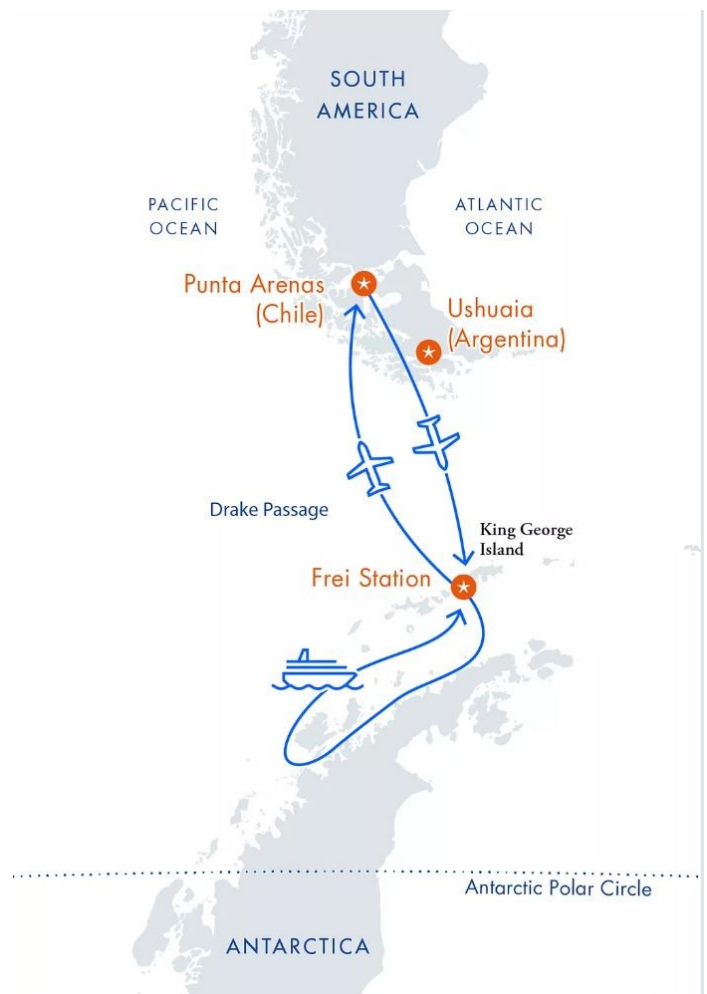 SOUTH
AMERICA
PACIFIC
OCEAN
ATLANTIC
OCEAN
Punta Arenas
(Chile)
Ushuaia
(Argentina)
Drake Passage
King George
Island
Frei Station
Antarctic Polar Circle
ANTARCTICA